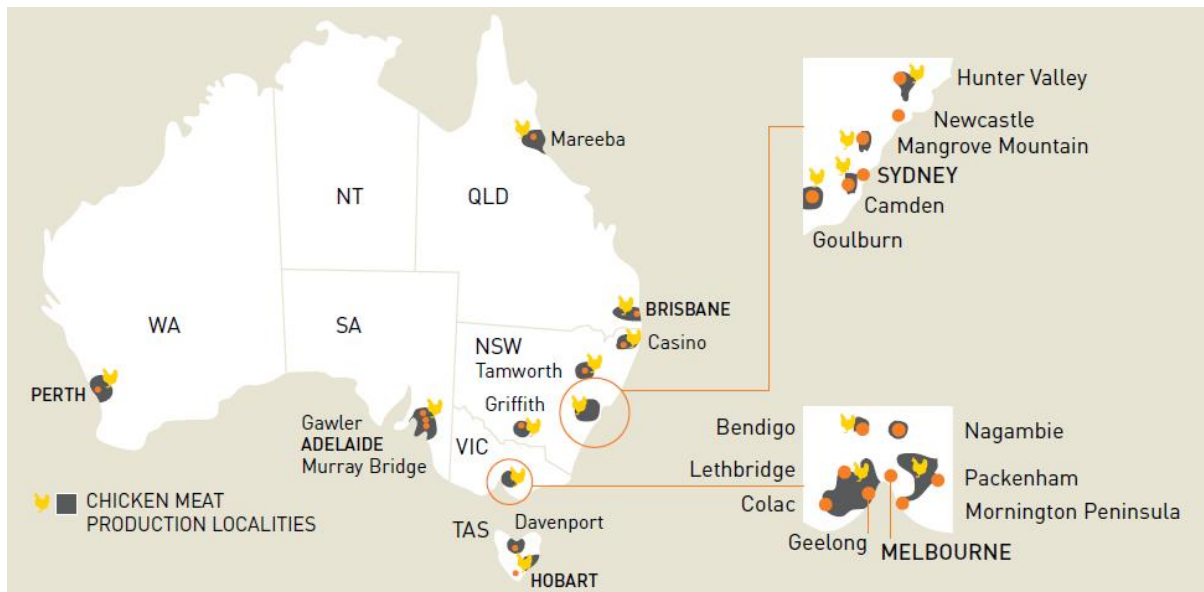 Hunter Valley
Newcastle
Mangrove Mountain
SYDNEY
Camden
Goulburn
Mareeba
NT
QLD
WA
SA
BRISBANE
Casino
NSW
Tamworth
Griffith
PERTH
Gawler
ADELAIDE
Murray Bridge
VIC
Bendigo
Nagambie
Lethbridge
Packenham
Colac
Mornington Peninsula
Geelong
MELBOURNE
CHICKEN MEAT
PRODUCTION LOCALITIES
TAS
Davenport
HOBART